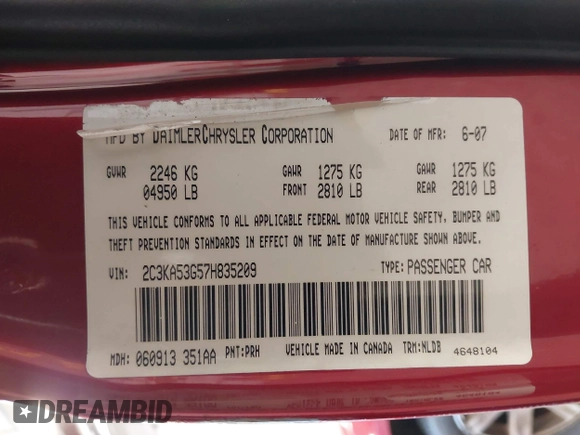 MFD BY DAIMLERCHRYSLER CORPORATION DATE OF MFR: 6-07
GVWR 2246 KG GAWR 1275 KG GAWR 1275 KG
04950 LB FRONT 2810 LB REAR 2810 LB
THIS VEHICLE CONFORMS TO ALL APPLICABLE FEDERAL MOTOR VEHICLE SAFETY, BUMPER AND
THEFT PREVENTION STANDARDS IN EFFECT ON THE DATE OF MANUFACTURE SHOWN ABOVE.
VIN: 2C3KA53G57H835209 TYPE: PASSENGER CAR
MDH: 060913 351AA PNT: PRH VEHICLE MADE IN CANADA TRM: NLDB 4648104
DREAMBID